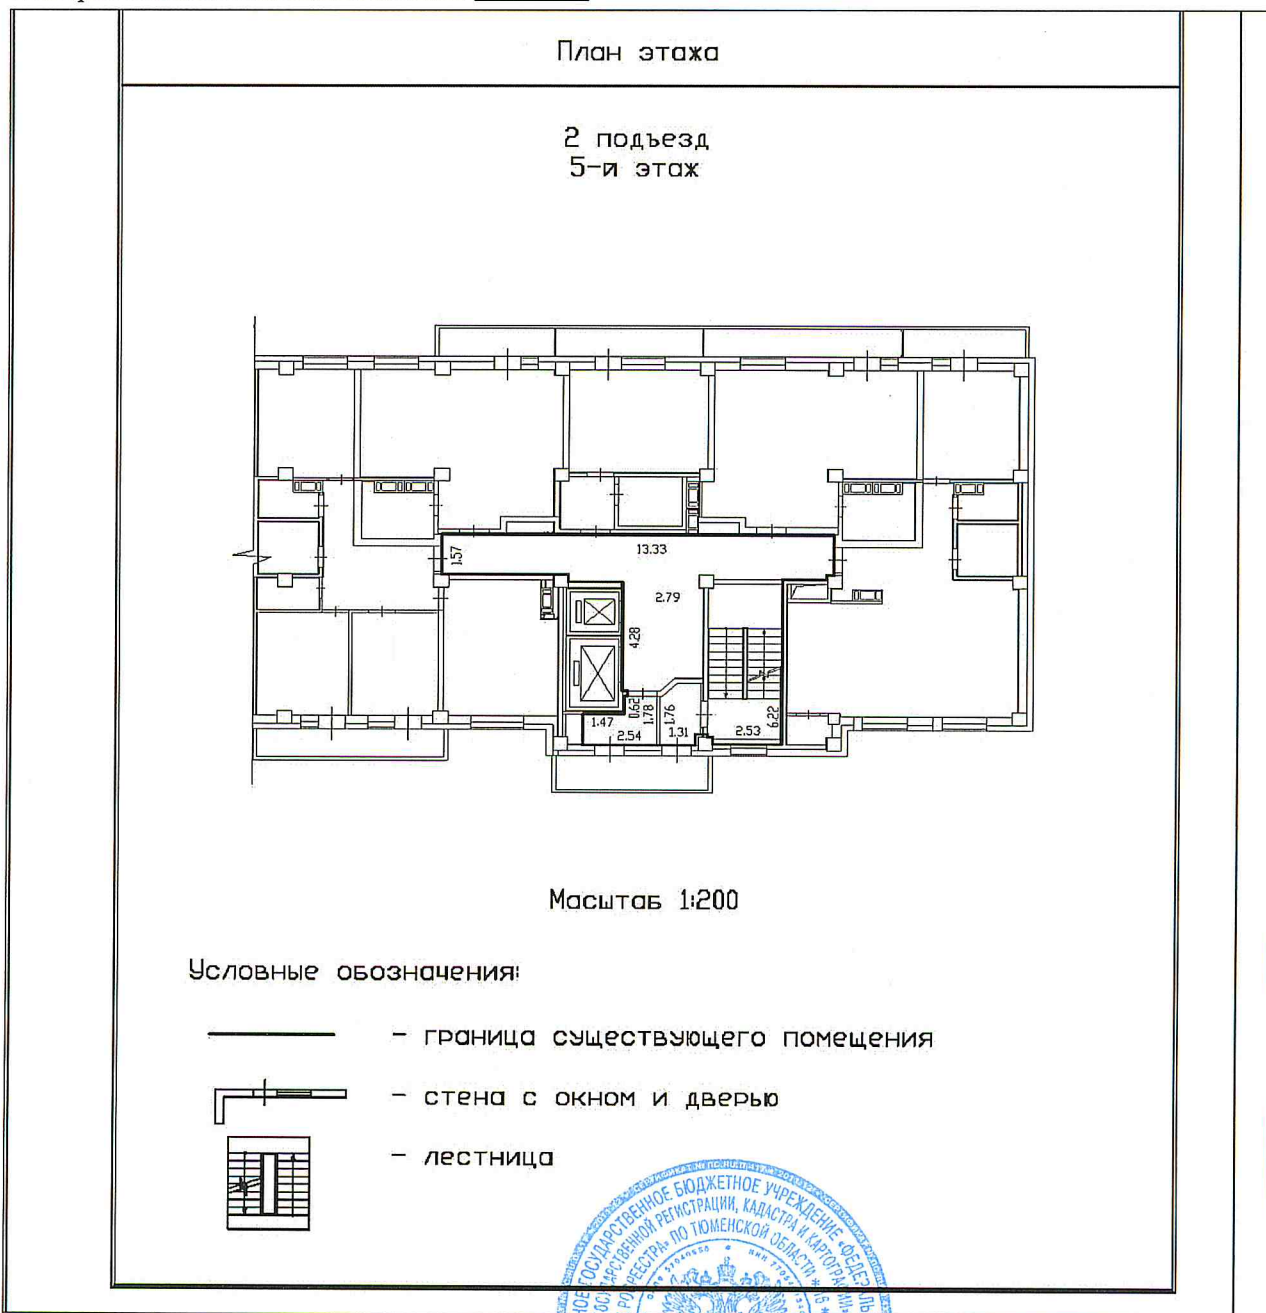 План этажа
2 подъезд
5-и этаж
13.33
1.57
2.79
4.28
0.62
1.78
1.76
1.47
2.54
1.31
2.53
6.22
Масштаб 1:200
Условные обозначения:
- граница существующего помещения
- стена с окном и дверью
- лестница
ГОСУДАРСТВЕННОЕ БЮДЖЕТНОЕ УЧРЕЖДЕНИЕ «ФЕДЕРАЛЬ
АРСТВЕННОЙ РЕГИСТРАЦИИ, КАДАСТРА И КАРТОГРАФИИ»
РОСРЕЕСТРА» ПО ТЮМЕНСКОЙ ОБЛАСТИ